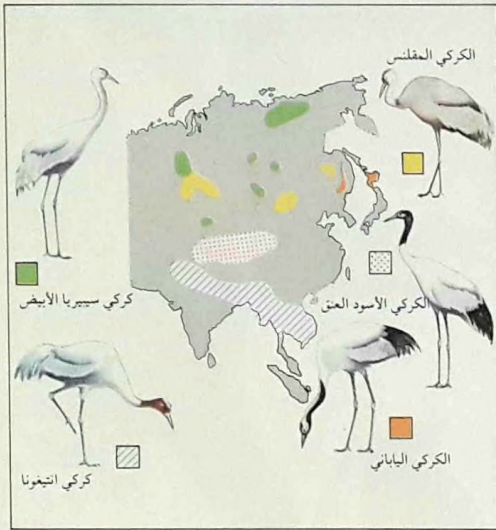 الكركي المقلنس
الكركي الأسود العنق
كركي سيبيريا الأبيض
الكركي الياباني
كركي انتيغونا